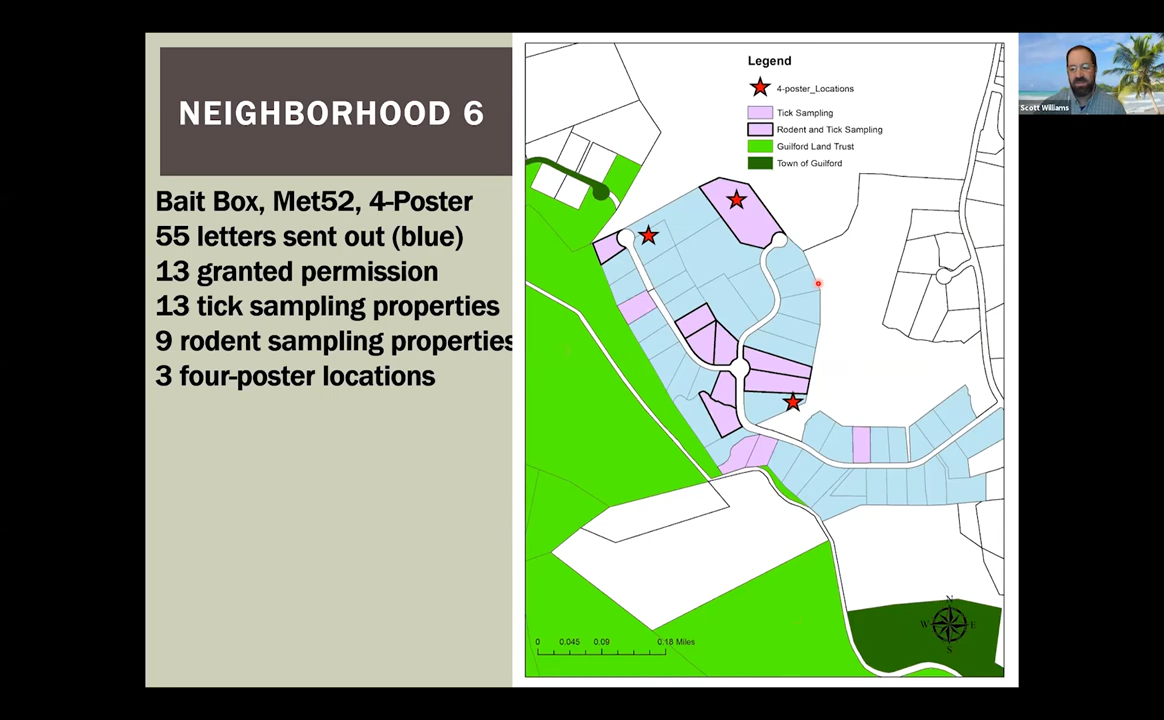 NEIGHBORHOOD 6
Bait Box, Met52, 4-Poster
55 letters sent out (blue)
13 granted permission
13 tick sampling properties
9 rodent sampling properties
3 four-poster locations
Legend
4-poster_Locations
Tick Sampling
Rodent and Tick Sampling
Guilford Land Trust
Town of Guilford
N
W E
S
0 0.045 0.09 0.18 Miles
Scott Williams